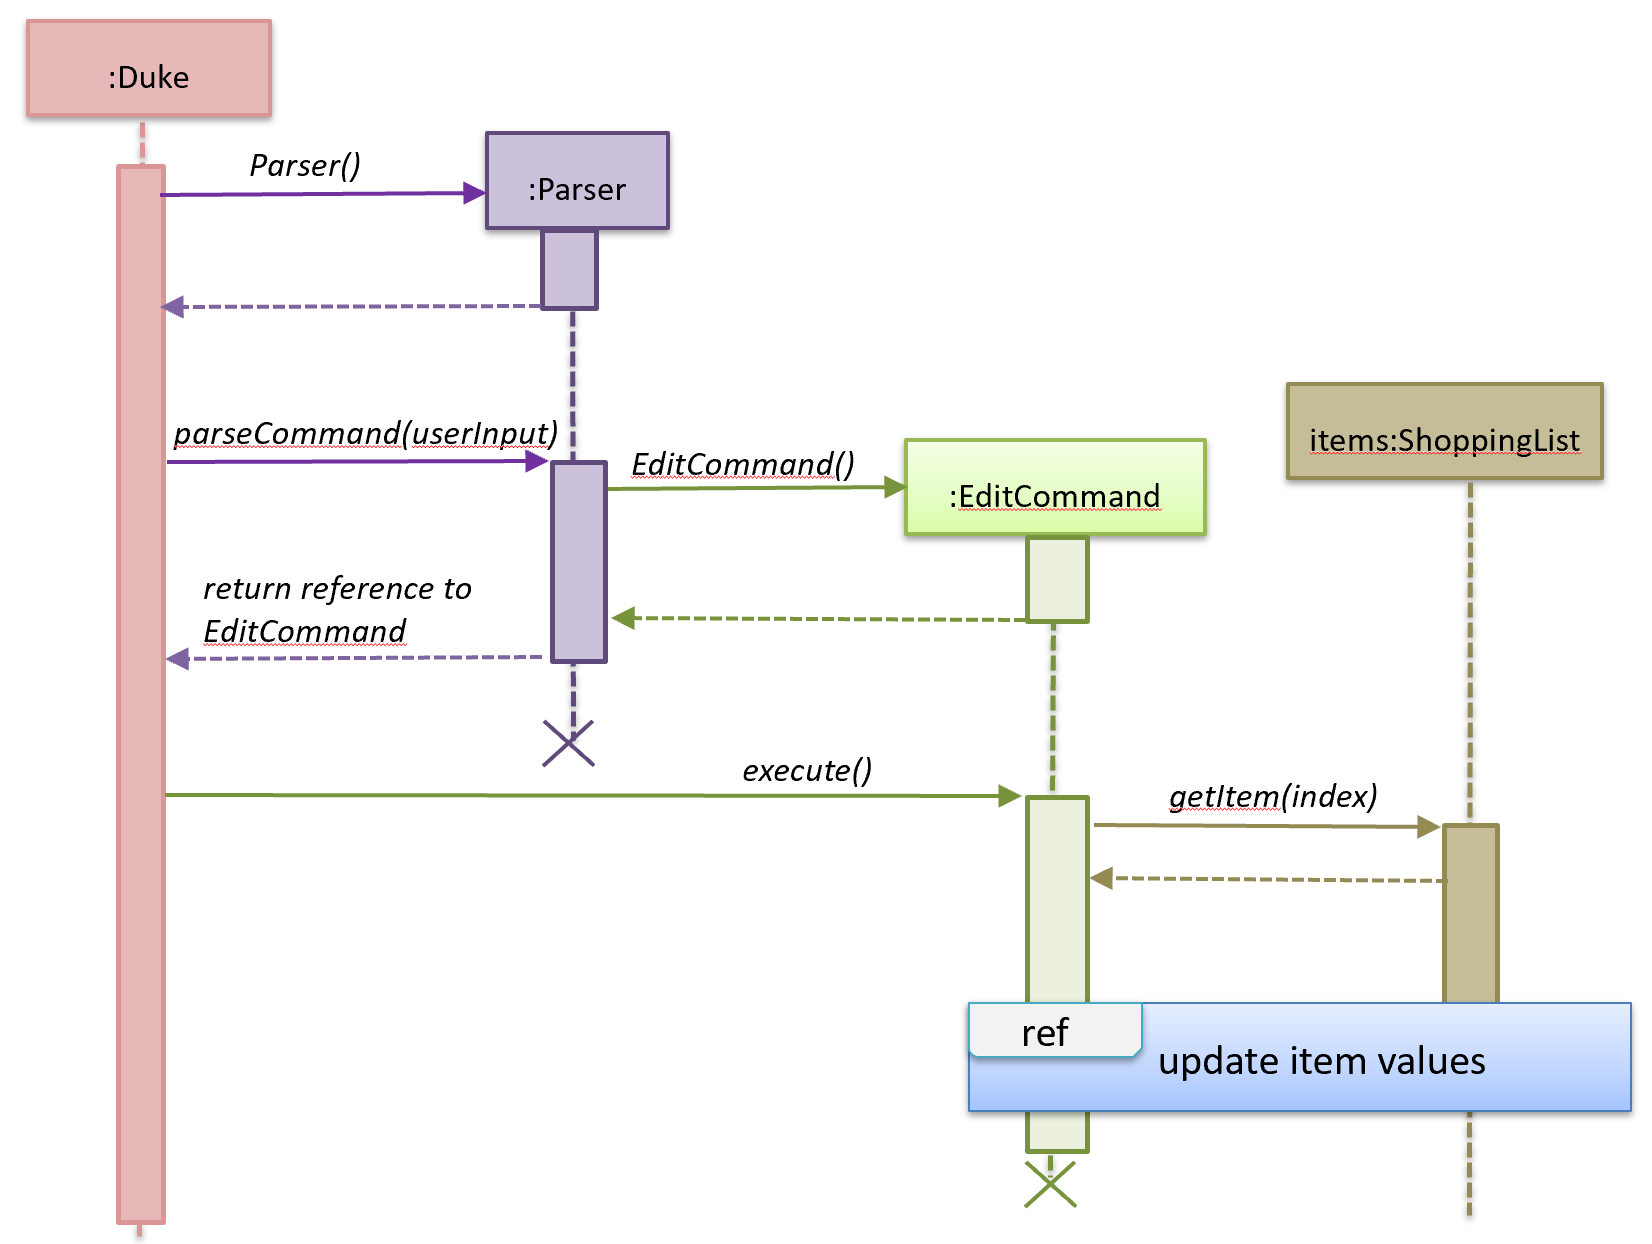 :Duke
Parser()
:Parser
parseCommand(userInput)
EditCommand()
:EditCommand
items:ShoppingList
return reference to
EditCommand
execute()
getItem(index)
ref
update item values